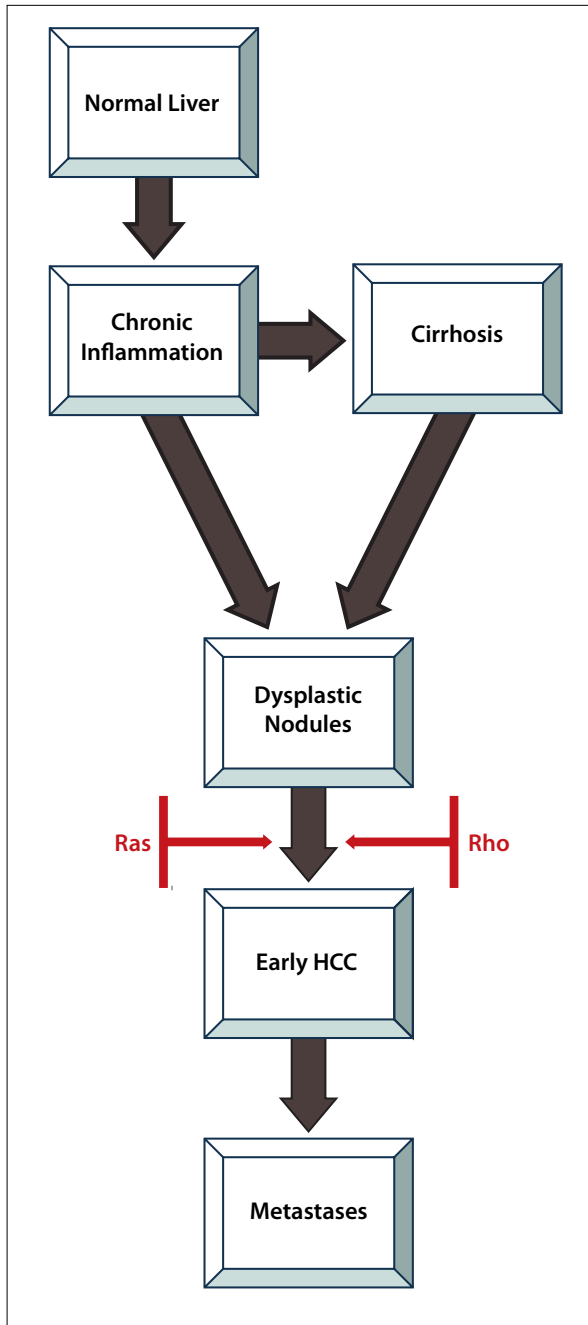 Normal Liver
Chronic
Inflammation
Cirrhosis
Dysplastic
Nodules
Ras
Rho
Early HCC
Metastases